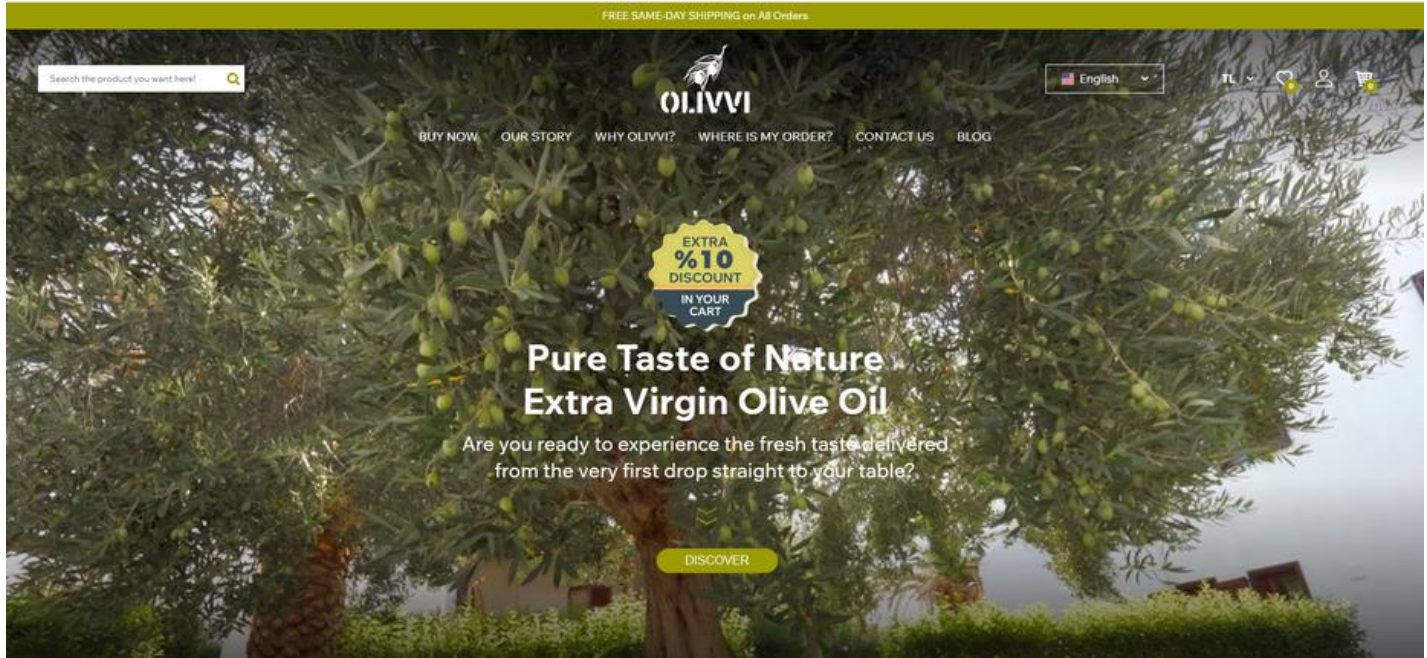 FREE SAME-DAY SHIPPING on All Orders
Search the product you want here!
OLIVVI
English
TL
0
0
BUY NOW
OUR STORY
WHY OLIVVI?
WHERE IS MY ORDER?
CONTACT US
BLOG
EXTRA
%10
DISCOUNT
IN YOUR
CART
Pure Taste of Nature
Extra Virgin Olive Oil
Are you ready to experience the fresh taste delivered
from the very first drop straight to your table?
DISCOVER